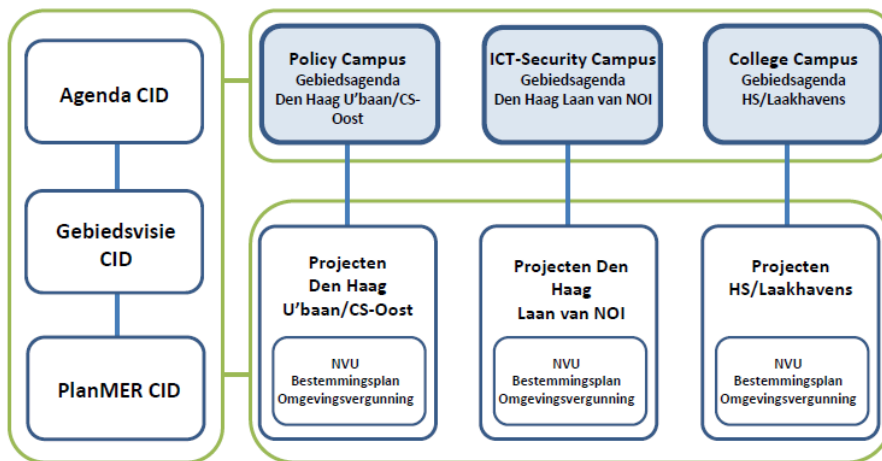 Agenda CID
Gebiedsvisie
CID
PlanMER CID
Policy Campus
Gebiedsagenda
Den Haag U'baan/CS-
Oost
ICT-Security Campus
Gebiedsagenda
Den Haag Laan van NOI
College Campus
Gebiedsagenda
HS/Laakhavens
Projecten
Den Haag
U'baan/CS-Oost
NVU
Bestemmingsplan
Omgevingsvergunning
Projecten Den
Haag
Laan van NOI
NVU
Bestemmingsplan
Omgevingsvergunning
Projecten
HS/Laakhavens
NVU
Bestemmingsplan
Omgevingsvergunning